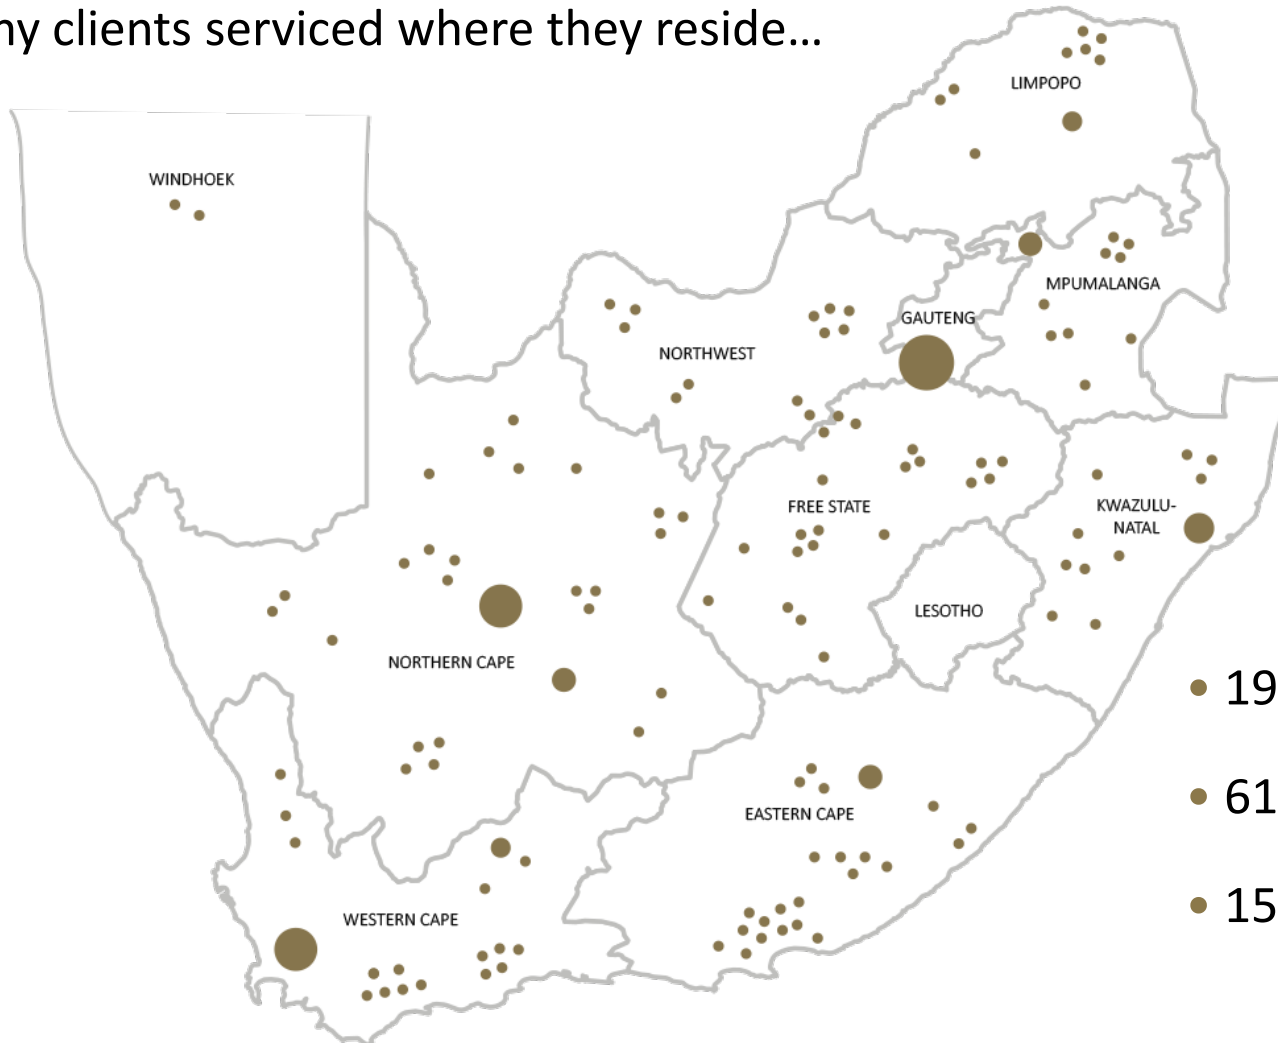 ny clients serviced where they reside…
LIMPOPO
WINDHOEK
MPUMALANGA
GAUTENG
NORTHWEST
KWAZULU-
NATAL
FREE STATE
LESOTHO
NORTHERN CAPE
• 19
• 61
EASTERN CAPE
• 15
WESTERN CAPE